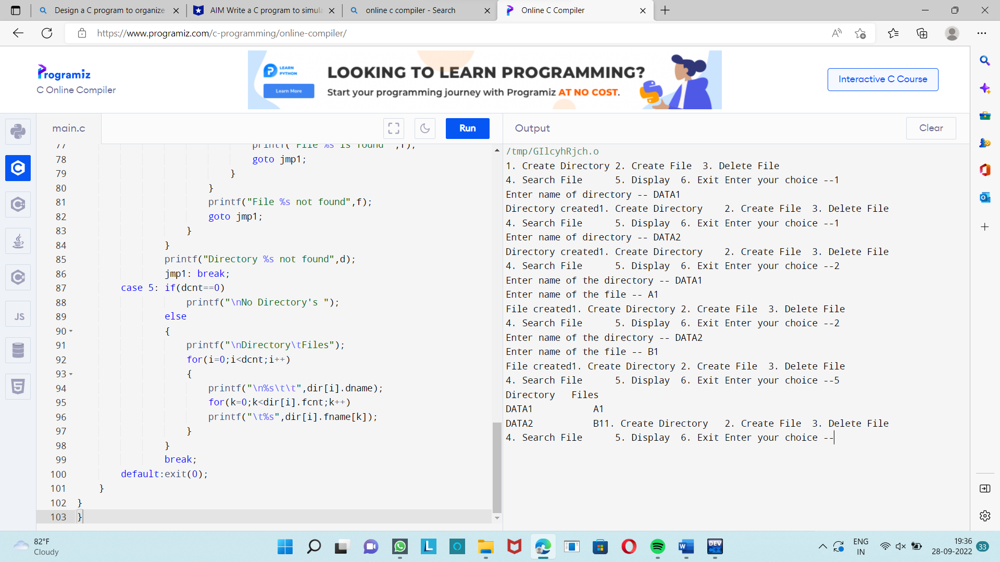 Design a C program to organize
AIM Write a C program to simula
online c compiler - Search
Online C Compiler
https://www.programiz.com/c-programming/online-compiler/
Programiz
C Online Compiler
LEARN PYTHON
Learn More
LOOKING TO LEARN PROGRAMMING?
Start your programming journey with Programiz AT NO COST.
Interactive C Course
main.c
Run
Output
Clear
77 printf("File %s is found ",f);
78 goto jmp1;
79 }
80 }
81 printf("File %s not found",f);
82 goto jmp1;
83 }
84 }
85 printf("Directory %s not found",d);
86 jmp1: break;
87 case 5: if(dcnt==0)
88 printf("\nNo Directory's ");
89 else
90 {
91 printf("\nDirectory\tFiles");
92 for(i=0;i<dcnt;i++)
93 {
94 printf("\n%s\t\t",dir[i].dname);
95 for(k=0;k<dir[i].fcnt;k++)
96 printf("\t%s",dir[i].fname[k]);
97 }
98 }
99 break;
100 default:exit(0);
101 }
102 }
103 }
/tmp/GIlcyhRjch.o
1. Create Directory 2. Create File 3. Delete File
4. Search File 5. Display 6. Exit Enter your choice --1
Enter name of directory -- DATA1
Directory created1. Create Directory 2. Create File 3. Delete File
4. Search File 5. Display 6. Exit Enter your choice --1
Enter name of directory -- DATA2
Directory created1. Create Directory 2. Create File 3. Delete File
4. Search File 5. Display 6. Exit Enter your choice --2
Enter name of the directory -- DATA1
Enter name of the file -- A1
File created1. Create Directory 2. Create File 3. Delete File
4. Search File 5. Display 6. Exit Enter your choice --2
Enter name of the directory -- DATA2
Enter name of the file -- B1
File created1. Create Directory 2. Create File 3. Delete File
4. Search File 5. Display 6. Exit Enter your choice --5
Directory Files
DATA1 A1
DATA2 B11. Create Directory 2. Create File 3. Delete File
4. Search File 5. Display 6. Exit Enter your choice --
JS
82°F
Cloudy
L
DEV
C++
ENG
IN
19:36
28-09-2022
33